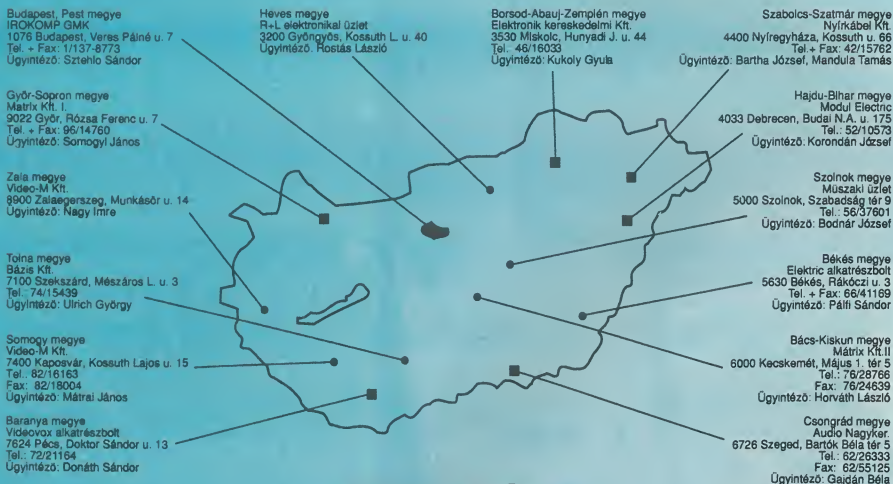 Budapest, Pest megye
IROKOMP GMK
1076 Budapest, Veres Pálné u. 7
Tel. + Fax: 1/137-8773
Ügyintéző: Sztehlo Sándor
Győr-Sopron megye
Matrix Kft. I.
9022 Győr, Rózsa Ferenc u. 7
Tel. + Fax: 96/14760
Ügyintéző: Somogyi János
Zala megye
Video-M Kft.
8900 Zalaegerszeg, Munkásőr u. 14
Ügyintéző: Nagy Imre
Tolna megye
Bázis Kft.
7100 Szekszárd, Mészáros L. u. 3
Tel.: 74/15439
Ügyintéző: Ulrich György
Somogy megye
Video-M Kft.
7400 Kaposvár, Kossuth Lajos u. 15
Tel.: 82/16163
Fax: 82/18004
Ügyintéző: Mátrai János
Baranya megye
Videovox alkatrészbolt
7624 Pécs, Doktor Sándor u. 13
Tel.: 72/21164
Ügyintéző: Donáth Sándor
Heves megye
R+L elektronikai üzlet
3200 Gyöngyös, Kossuth L. u. 40
Ügyintéző: Rostás László
Borsod-Abauj-Zemplén megye
Elektronik kereskedelmi Kft.
3530 Miskolc, Hunyadi J. u. 44
Tel.: 46/16033
Ügyintéző: Kukoly Gyula
Szabolcs-Szatmár megye
Nyírkábel Kft.
4400 Nyíregyháza, Kossuth u. 66
Tel.+ Fax: 42/15762
Ügyintéző: Bartha József, Mandula Tamás
Hajdu-Bihar megye
Modul Electric
4033 Debrecen, Budai N.A. u. 175
Tel.: 52/10573
Ügyintéző: Korondán József
Szolnok megye
Műszaki üzlet
5000 Szolnok, Szabadság tér 9
Tel.: 56/37601
Ügyintéző: Bodnár József
Békés megye
Elektric alkatrészbolt
5630 Békés, Rákóczi u. 3
Tel. + Fax: 66/41169
Ügyintéző: Pálfi Sándor
Bács-Kiskun megye
Mátrix Kft.II
6000 Kecskemét, Május 1. tér 5
Tel.: 76/28766
Fax: 76/24639
Ügyintéző: Horváth László
Csongrád megye
Audio Nagyker.
6726 Szeged, Bartók Béla tér 5
Tel.: 62/26333
Fax: 62/55125
Ügyintéző: Gajdán Béla